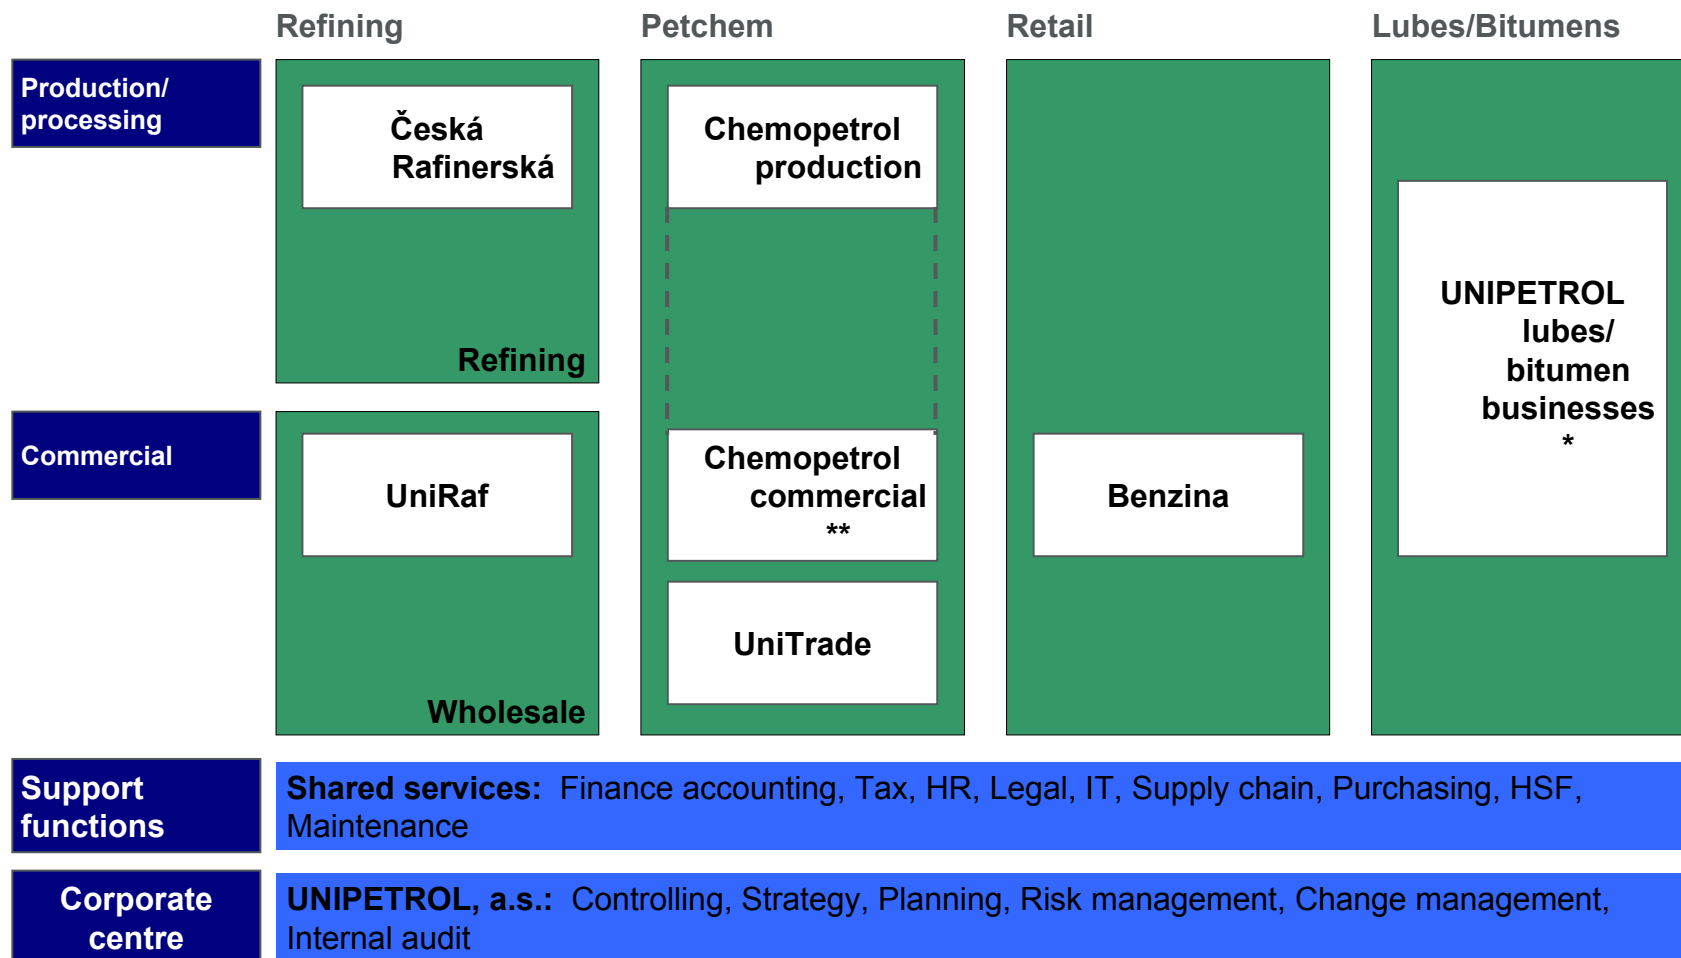 Refining
Petchem
Retail
Lubes/Bitumens
Production/
processing
Česká
Rafinerská
Refining
Chemopetrol
production
UNIPETROL
lubes/
bitumen
businesses
*
Commercial
UniRaf
Wholesale
Chemopetrol
commercial
**
UniTrade
Benzina
Support
functions
Shared services: Finance accounting, Tax, HR, Legal, IT, Supply chain, Purchasing, HSF,
Maintenance
Corporate
centre
UNIPETROL, a.s.: Controlling, Strategy, Planning, Risk management, Change management,
Internal audit